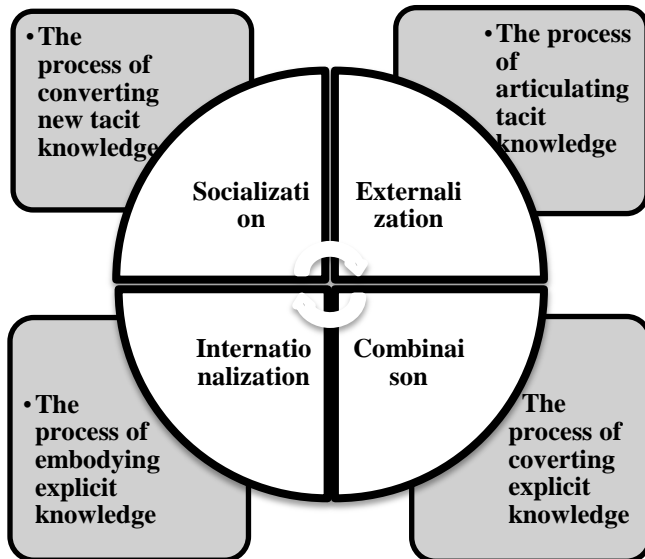 • The
process of
converting
new tacit
knowledge
• The process
of
articulating
tacit
knowledge
Socializati
on
Externali
zation
Internatio
nalization
Combinai
son
• The
process of
embodying
explicit
knowledge
The
process of
coverting
explicit
knowledge